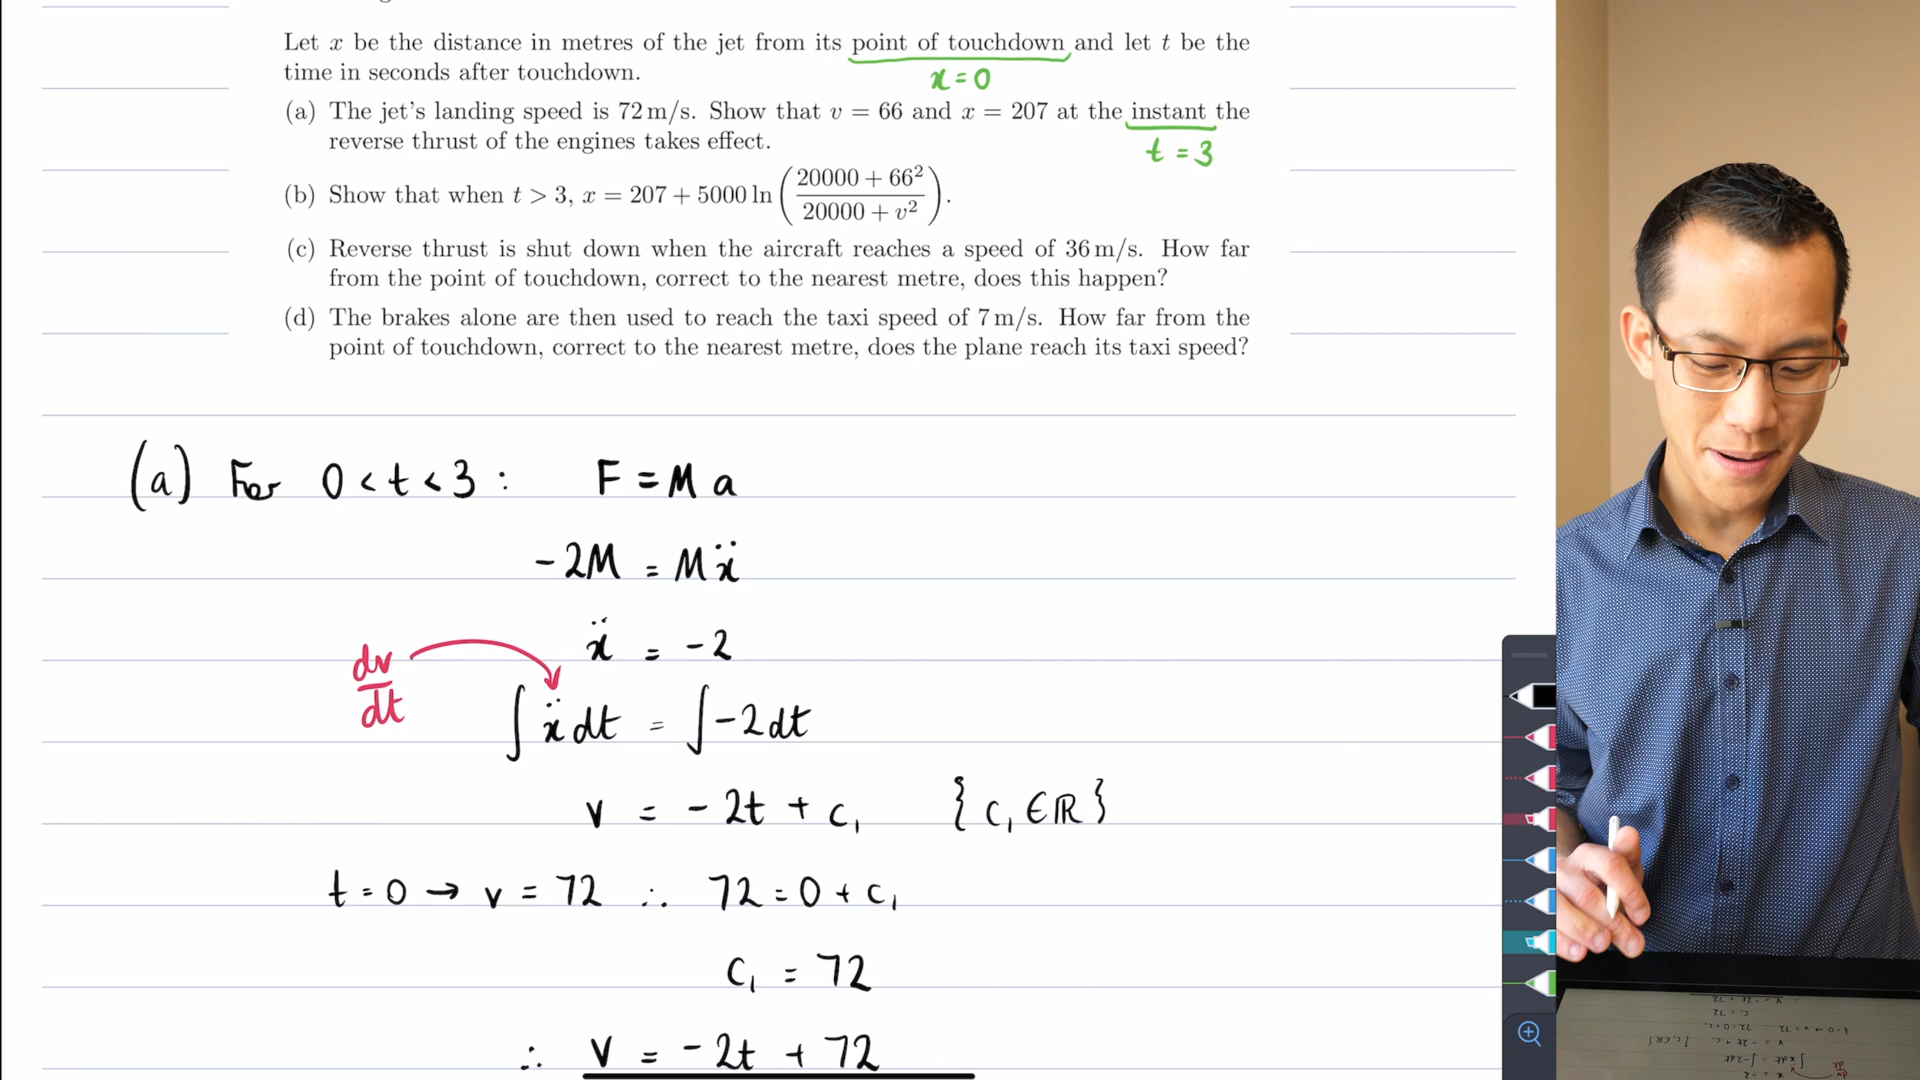 Let x be the distance in metres of the jet from its point of touchdown and let t be the
time in seconds after touchdown.
x = 0
(a) The jet's landing speed is 72 m/s. Show that v = 66 and x = 207 at the instant the
reverse thrust of the engines takes effect.
t = 3
(b) Show that when t > 3, x = 207 + 5000 ln ( (20000 + 66²) / (20000 + v²) ).
(c) Reverse thrust is shut down when the aircraft reaches a speed of 36 m/s. How far
from the point of touchdown, correct to the nearest metre, does this happen?
(d) The brakes alone are then used to reach the taxi speed of 7 m/s. How far from the
point of touchdown, correct to the nearest metre, does the plane reach its taxi speed?
(a) For 0 < t < 3 : F = M a
-2M = Mẍ
ẍ = -2
dv/dt
∫ ẍ dt = ∫ -2 dt
v = -2t + c₁ { c₁ ∈ ℝ }
t = 0 → v = 72 ∴ 72 = 0 + c₁
c₁ = 72
∴ v = -2t + 72